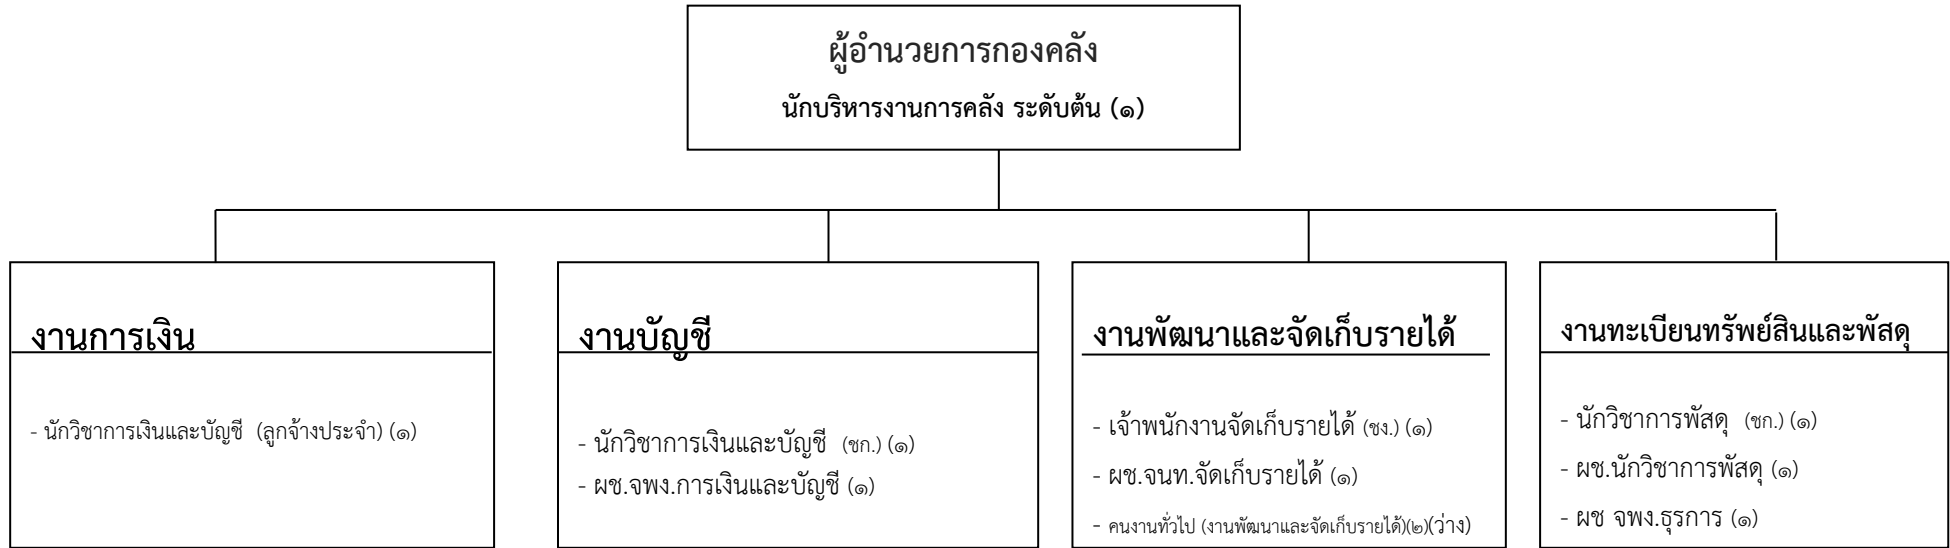 ผู้อำนวยการกองคลัง
นักบริหารงานการคลัง ระดับต้น (๑)
งานการเงิน
- นักวิชาการเงินและบัญชี (ลูกจ้างประจำ) (๑)
งานบัญชี
- นักวิชาการเงินและบัญชี (ชก.) (๑)
- ผช.จพง.การเงินและบัญชี (๑)
งานพัฒนาและจัดเก็บรายได้
- เจ้าพนักงานจัดเก็บรายได้ (ชง.) (๑)
- ผช.จนท.จัดเก็บรายได้ (๑)
- คนงานทั่วไป (งานพัฒนาและจัดเก็บรายได้)(๒)(ว่าง)
งานทะเบียนทรัพย์สินและพัสดุ
- นักวิชาการพัสดุ (ชก.) (๑)
- ผช.นักวิชาการพัสดุ (๑)
- ผช จพง.ธุรการ (๑)